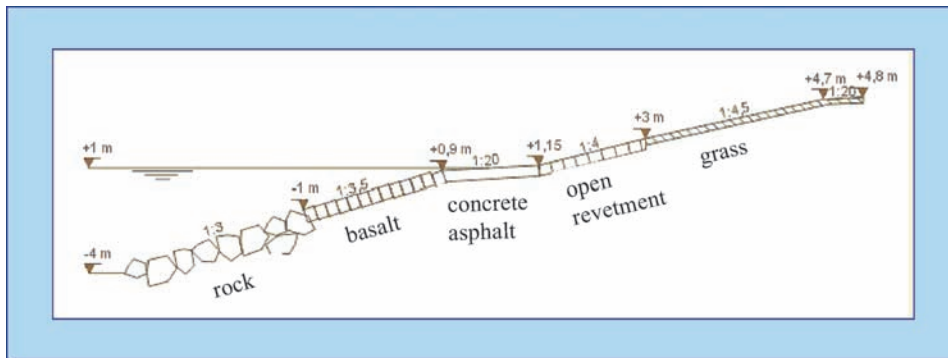 +4,7 m +4,8 m
1:20
1:4,5
+3 m
+1 m
+0,9 m
1:20
+1,15
1:4
grass
-1 m
1:3,5
open
revetment
concrete
asphalt
basalt
1:3
-4 m
rock